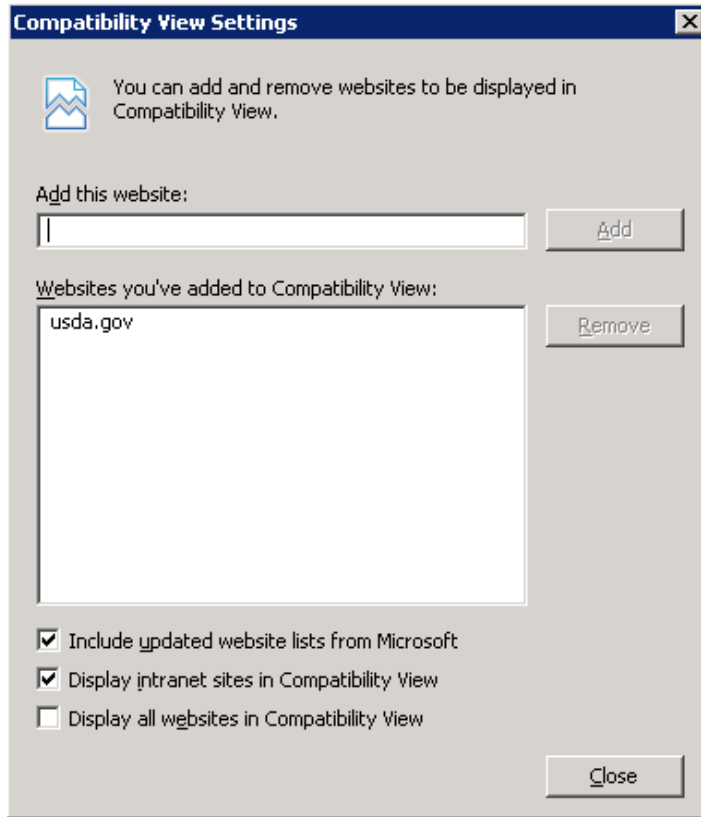 Compatibility View Settings
You can add and remove websites to be displayed in
Compatibility View.
Add this website:
Add
Websites you've added to Compatibility View:
usda.gov
Remove
Include updated website lists from Microsoft
Display intranet sites in Compatibility View
Display all websites in Compatibility View
Close